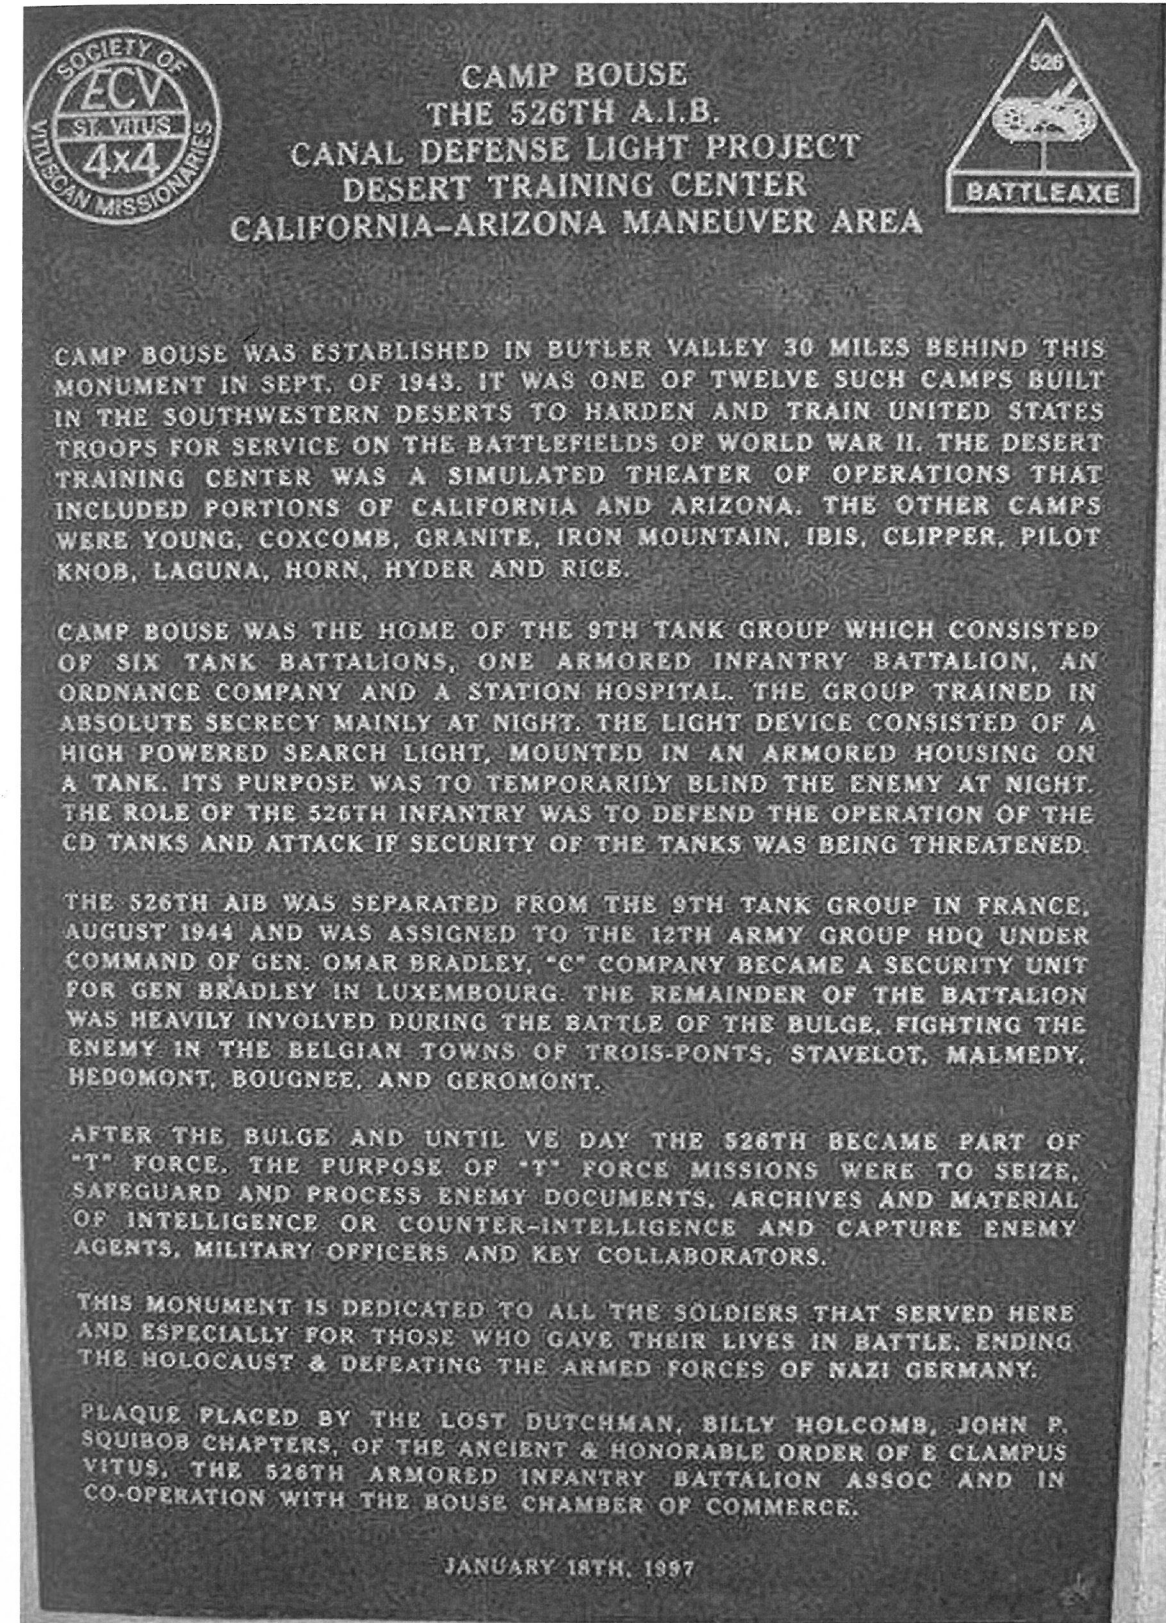 SOCIETY OF
ECV
ST. VITUS
4x4
VITUSCAN MISSIONARIES
526
BATTLEAXE
CAMP BOUSE
THE 526TH A.I.B.
CANAL DEFENSE LIGHT PROJECT
DESERT TRAINING CENTER
CALIFORNIA-ARIZONA MANEUVER AREA
CAMP BOUSE WAS ESTABLISHED IN BUTLER VALLEY 30 MILES BEHIND THIS
MONUMENT IN SEPT. OF 1943. IT WAS ONE OF TWELVE SUCH CAMPS BUILT
IN THE SOUTHWESTERN DESERTS TO HARDEN AND TRAIN UNITED STATES
TROOPS FOR SERVICE ON THE BATTLEFIELDS OF WORLD WAR II. THE DESERT
TRAINING CENTER WAS A SIMULATED THEATER OF OPERATIONS THAT
INCLUDED PORTIONS OF CALIFORNIA AND ARIZONA. THE OTHER CAMPS
WERE YOUNG, COXCOMB, GRANITE, IRON MOUNTAIN, IBIS, CLIPPER, PILOT
KNOB, LAGUNA, HORN, HYDER AND RICE.
CAMP BOUSE WAS THE HOME OF THE 9TH TANK GROUP WHICH CONSISTED
OF SIX TANK BATTALIONS, ONE ARMORED INFANTRY BATTALION, AN
ORDNANCE COMPANY AND A STATION HOSPITAL. THE GROUP TRAINED IN
ABSOLUTE SECRECY MAINLY AT NIGHT. THE LIGHT DEVICE CONSISTED OF A
HIGH POWERED SEARCH LIGHT, MOUNTED IN AN ARMORED HOUSING ON
A TANK. ITS PURPOSE WAS TO TEMPORARILY BLIND THE ENEMY AT NIGHT.
THE ROLE OF THE 526TH INFANTRY WAS TO DEFEND THE OPERATION OF THE
CD TANKS AND ATTACK IF SECURITY OF THE TANKS WAS BEING THREATENED.
THE 526TH AIB WAS SEPARATED FROM THE 9TH TANK GROUP IN FRANCE,
AUGUST 1944 AND WAS ASSIGNED TO THE 12TH ARMY GROUP HDQ UNDER
COMMAND OF GEN. OMAR BRADLEY, "C" COMPANY BECAME A SECURITY UNIT
FOR GEN BRADLEY IN LUXEMBOURG. THE REMAINDER OF THE BATTALION
WAS HEAVILY INVOLVED DURING THE BATTLE OF THE BULGE, FIGHTING THE
ENEMY IN THE BELGIAN TOWNS OF TROIS-PONTS, STAVELOT, MALMEDY,
HEDOMONT, BOUGNEE, AND GEROMONT.
AFTER THE BULGE AND UNTIL VE DAY THE 526TH BECAME PART OF
"T" FORCE. THE PURPOSE OF "T" FORCE MISSIONS WERE TO SEIZE,
SAFEGUARD AND PROCESS ENEMY DOCUMENTS, ARCHIVES AND MATERIAL
OF INTELLIGENCE OR COUNTER-INTELLIGENCE AND CAPTURE ENEMY
AGENTS, MILITARY OFFICERS AND KEY COLLABORATORS.
THIS MONUMENT IS DEDICATED TO ALL THE SOLDIERS THAT SERVED HERE
AND ESPECIALLY FOR THOSE WHO GAVE THEIR LIVES IN BATTLE, ENDING
THE HOLOCAUST & DEFEATING THE ARMED FORCES OF NAZI GERMANY.
PLAQUE PLACED BY THE LOST DUTCHMAN, BILLY HOLCOMB, JOHN P.
SQUIBOB CHAPTERS, OF THE ANCIENT & HONORABLE ORDER OF E CLAMPUS
VITUS, THE 526TH ARMORED INFANTRY BATTALION ASSOC AND IN
CO-OPERATION WITH THE BOUSE CHAMBER OF COMMERCE.
JANUARY 18TH, 1997